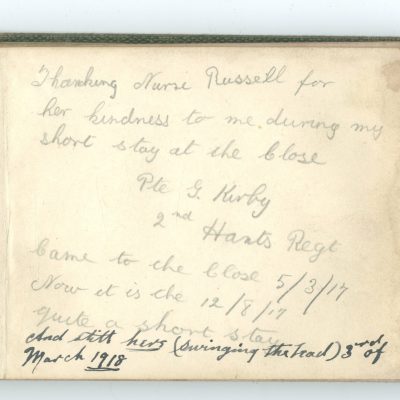 Thanking Nurse Russell for
her kindness to me during my
short stay at the Close
Pte G. Kirby
2nd Hants Regt
Came to the Close 5/3/17
Now it is the 12/8/17
quite a short stay
And still here (swinging the lead) 3rd of
March 1918